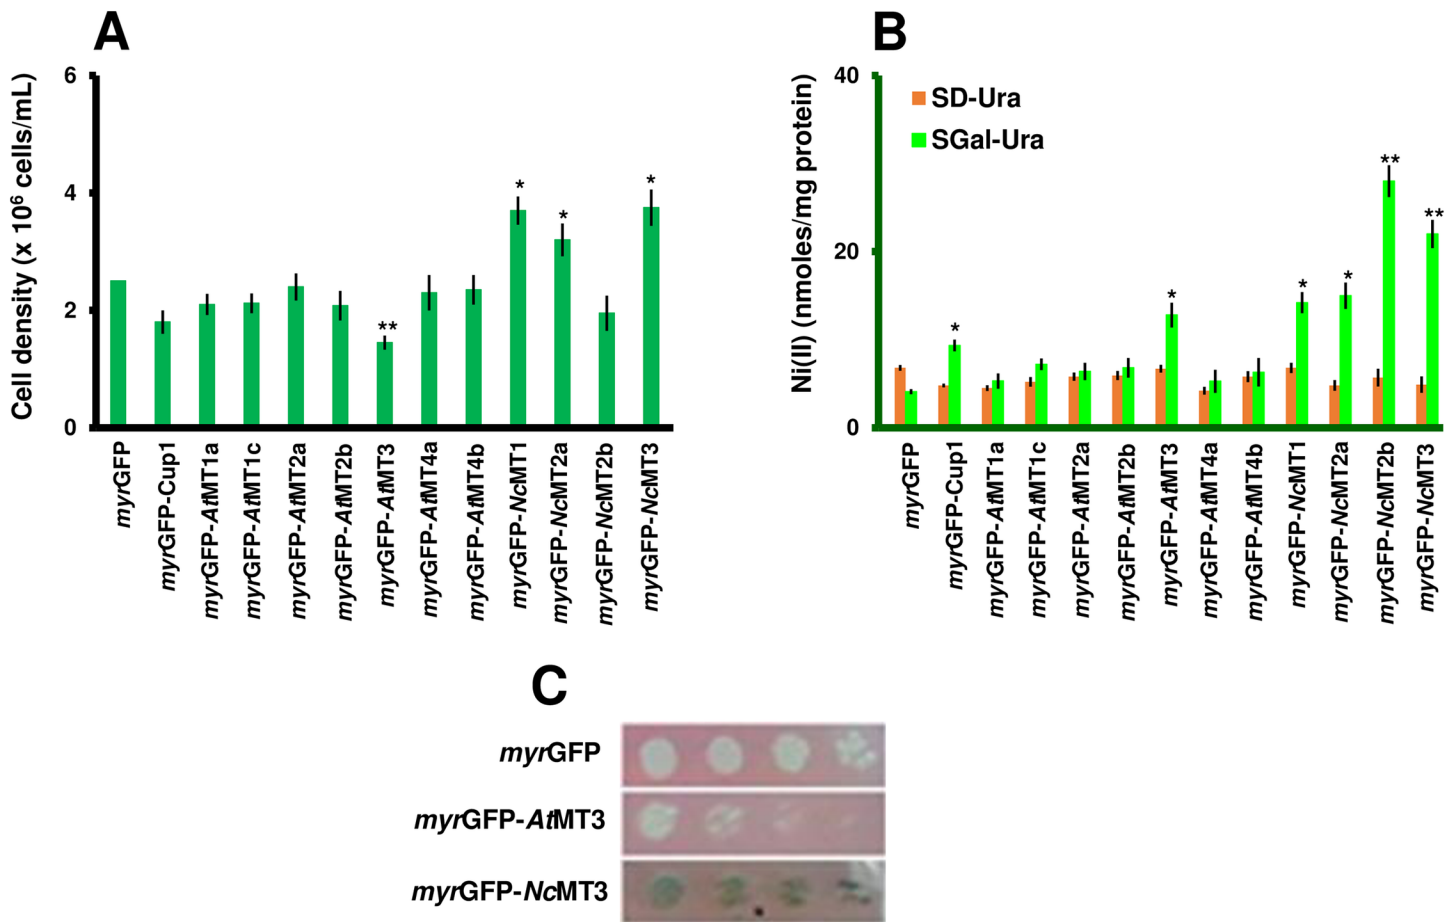 A
Cell density (x 10⁶ cells/mL)
6
4
2
0
*
*
*
**
myrGFP
myrGFP-Cup1
myrGFP-AtMT1a
myrGFP-AtMT1c
myrGFP-AtMT2a
myrGFP-AtMT2b
myrGFP-AtMT3
myrGFP-AtMT4a
myrGFP-AtMT4b
myrGFP-NcMT1
myrGFP-NcMT2a
myrGFP-NcMT2b
myrGFP-NcMT3
B
Ni(II) (nmoles/mg protein)
40
20
0
SD-Ura
SGal-Ura
*
*
*
*
**
**
myrGFP
myrGFP-Cup1
myrGFP-AtMT1a
myrGFP-AtMT1c
myrGFP-AtMT2a
myrGFP-AtMT2b
myrGFP-AtMT3
myrGFP-AtMT4a
myrGFP-AtMT4b
myrGFP-NcMT1
myrGFP-NcMT2a
myrGFP-NcMT2b
myrGFP-NcMT3
C
myrGFP
myrGFP-AtMT3
myrGFP-NcMT3